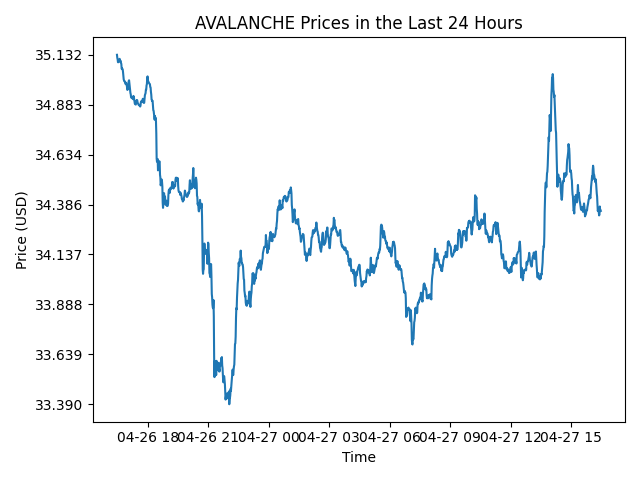 AVALANCHE Prices in the Last 24 Hours
35.132
34.883
34.634
34.386
34.137
33.888
33.639
33.390
Price (USD)
04-26 18 04-26 21 04-27 00 04-27 03 04-27 06 04-27 09 04-27 12 04-27 15
Time